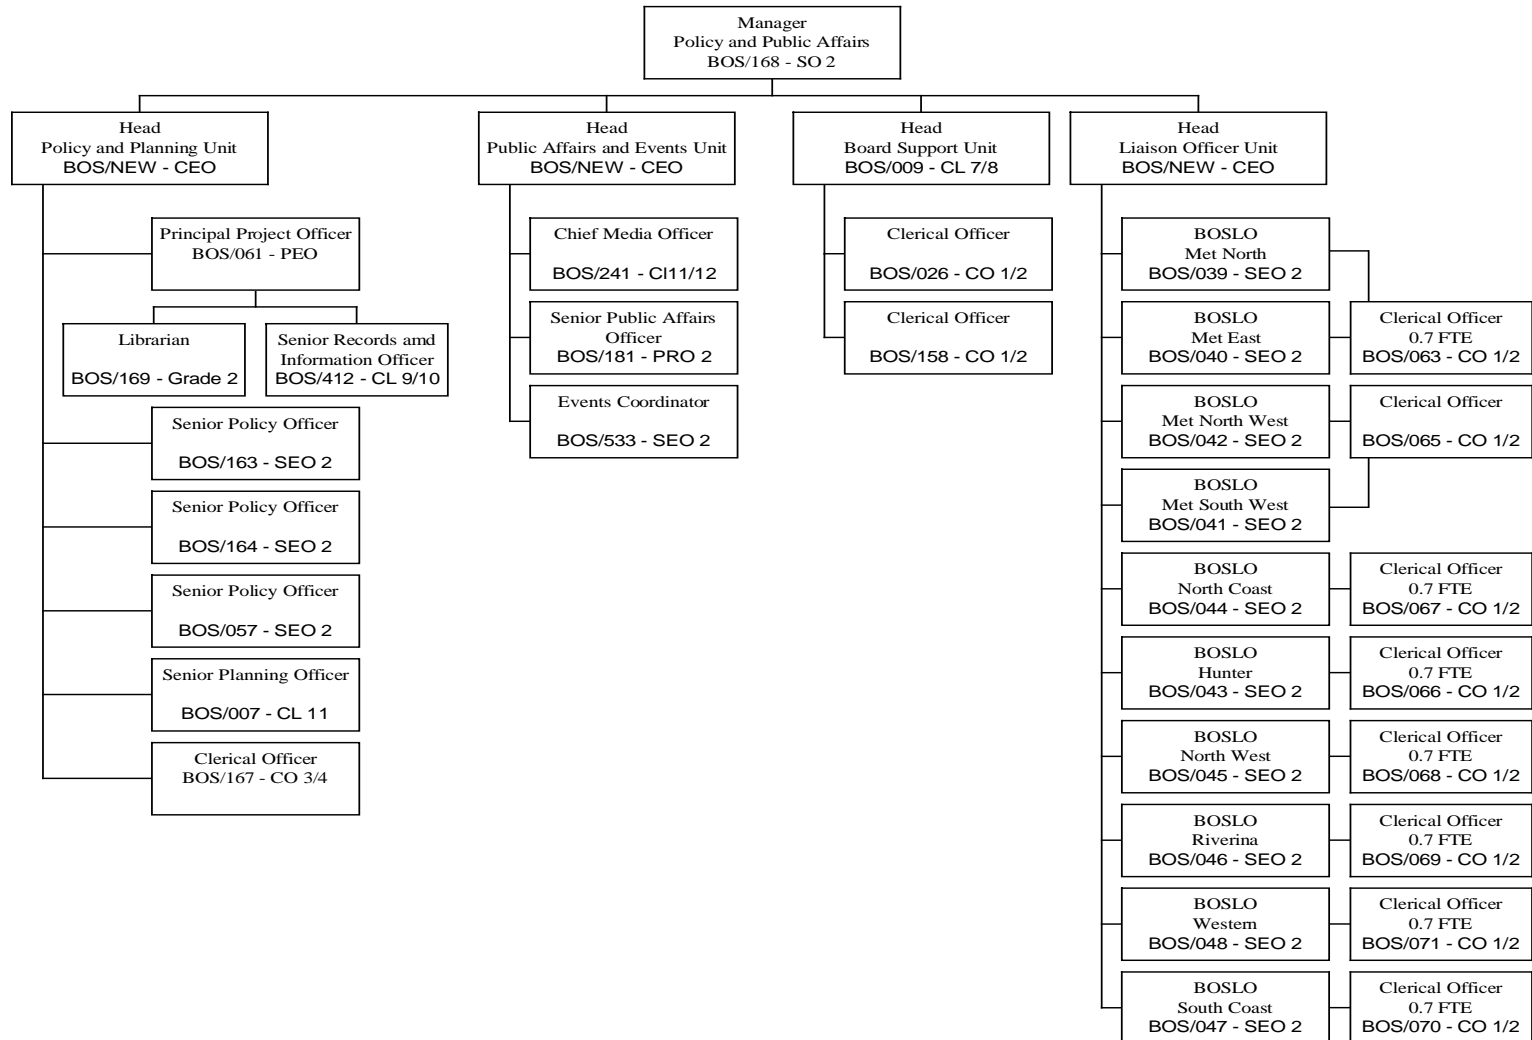 Manager
Policy and Public Affairs
BOS/168 - SO 2
Head
Policy and Planning Unit
BOS/NEW - CEO
Head
Public Affairs and Events Unit
BOS/NEW - CEO
Head
Board Support Unit
BOS/009 - CL 7/8
Head
Liaison Officer Unit
BOS/NEW - CEO
Principal Project Officer
BOS/061 - PEO
Librarian
BOS/169 - Grade 2
Senior Records amd
Information Officer
BOS/412 - CL 9/10
Senior Policy Officer
BOS/163 - SEO 2
Senior Policy Officer
BOS/164 - SEO 2
Senior Policy Officer
BOS/057 - SEO 2
Senior Planning Officer
BOS/007 - CL 11
Clerical Officer
BOS/167 - CO 3/4
Chief Media Officer
BOS/241 - Cl11/12
Senior Public Affairs
Officer
BOS/181 - PRO 2
Events Coordinator
BOS/533 - SEO 2
Clerical Officer
BOS/026 - CO 1/2
Clerical Officer
BOS/158 - CO 1/2
BOSLO
Met North
BOS/039 - SEO 2
BOSLO
Met East
BOS/040 - SEO 2
Clerical Officer
0.7 FTE
BOS/063 - CO 1/2
BOSLO
Met North West
BOS/042 - SEO 2
Clerical Officer
BOS/065 - CO 1/2
BOSLO
Met South West
BOS/041 - SEO 2
BOSLO
North Coast
BOS/044 - SEO 2
Clerical Officer
0.7 FTE
BOS/067 - CO 1/2
BOSLO
Hunter
BOS/043 - SEO 2
Clerical Officer
0.7 FTE
BOS/066 - CO 1/2
BOSLO
North West
BOS/045 - SEO 2
Clerical Officer
0.7 FTE
BOS/068 - CO 1/2
BOSLO
Riverina
BOS/046 - SEO 2
Clerical Officer
0.7 FTE
BOS/069 - CO 1/2
BOSLO
Western
BOS/048 - SEO 2
Clerical Officer
0.7 FTE
BOS/071 - CO 1/2
BOSLO
South Coast
BOS/047 - SEO 2
Clerical Officer
0.7 FTE
BOS/070 - CO 1/2